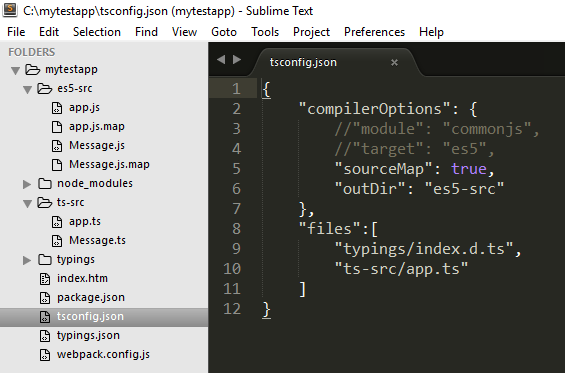 C:\mytestapp\tsconfig.json (mytestapp) - Sublime Text
File Edit Selection Find View Goto Tools Project Preferences Help
FOLDERS
mytestapp
es5-src
app.js
app.js.map
Message.js
Message.js.map
node_modules
ts-src
app.ts
Message.ts
typings
index.htm
package.json
tsconfig.json
typings.json
webpack.config.js
tsconfig.json ×
1 {
2 "compilerOptions": {
3 //"module": "commonjs",
4 //"target": "es5",
5 "sourceMap": true,
6 "outDir": "es5-src"
7 },
8 "files":[
9 "typings/index.d.ts",
10 "ts-src/app.ts"
11 ]
12 }